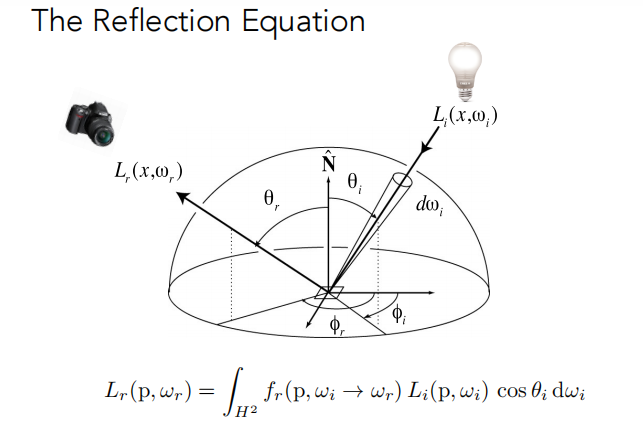 The Reflection Equation
L_i(x,ω_i)
L_r(x,ω_r)
N̂
θ_i
θ_r
dω_i
ϕ_i
ϕ_r
L_r(p, ω_r) = ∫_{H²} f_r(p, ω_i → ω_r) L_i(p, ω_i) cos θ_i dω_i